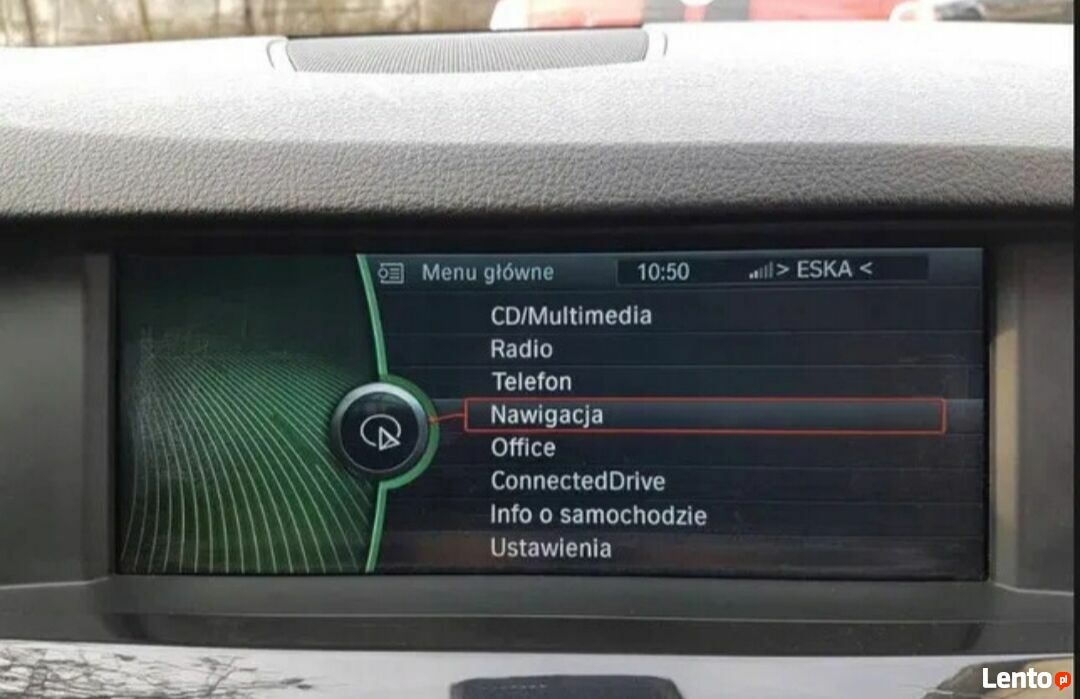 Menu główne 10:50 > ESKA <
CD/Multimedia
Radio
Telefon
Nawigacja
Office
ConnectedDrive
Info o samochodzie
Ustawienia
Lento pl